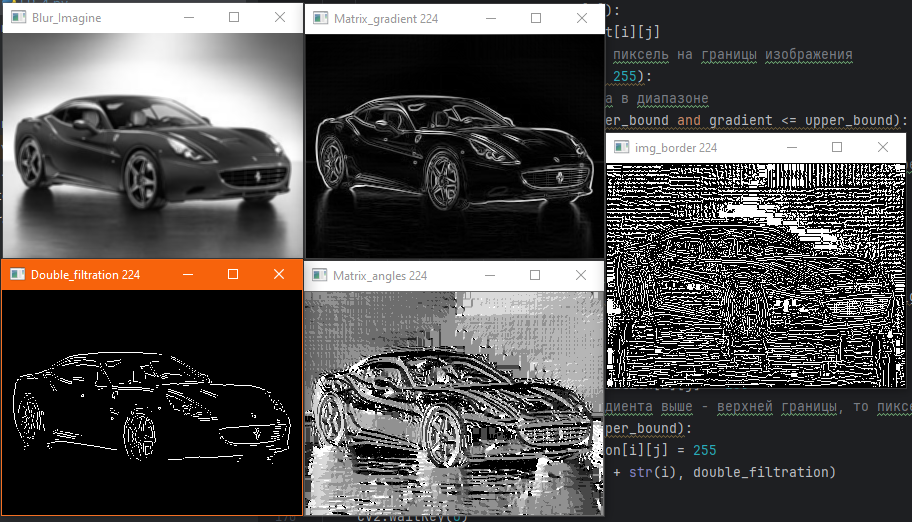 Blur_Imagine
Matrix_gradient 224
):
t[i][j]
пиксель на границы изображения
255):
а в диапазоне
er_bound and gradient <= upper_bound):
img_border 224
Double_filtration 224
Matrix_angles 224
диента выше - верхней границы, то пиксе
per_bound):
on[i][j] = 255
+ str(i), double_filtration)
cv2.waitKey(0)